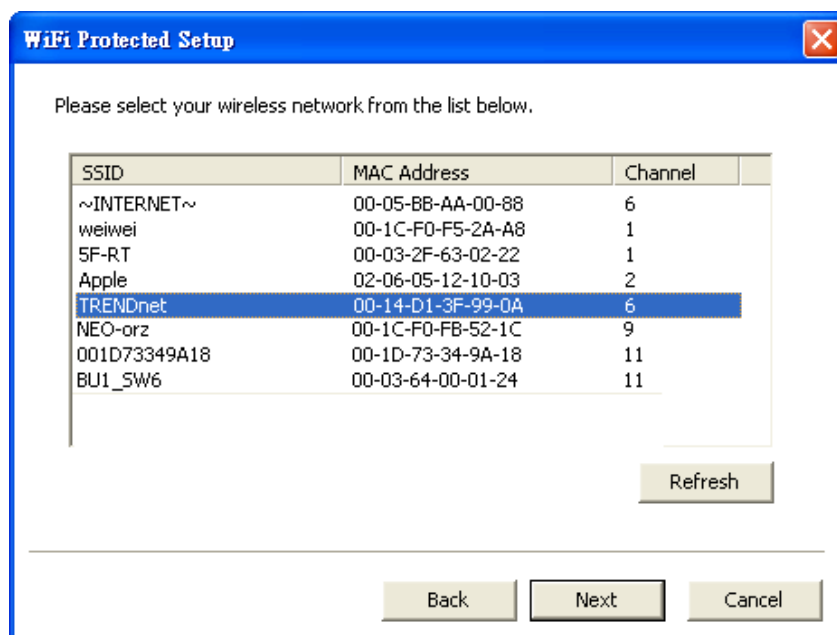 WiFi Protected Setup
Please select your wireless network from the list below.
SSID MAC Address Channel
~INTERNET~ 00-05-BB-AA-00-88 6
weiwei 00-1C-F0-F5-2A-A8 1
5F-RT 00-03-2F-63-02-22 1
Apple 02-06-05-12-10-03 2
TRENDnet 00-14-D1-3F-99-0A 6
NEO-orz 00-1C-F0-FB-52-1C 9
001D73349A18 00-1D-73-34-9A-18 11
BU1_SW6 00-03-64-00-01-24 11
Refresh
Back Next Cancel